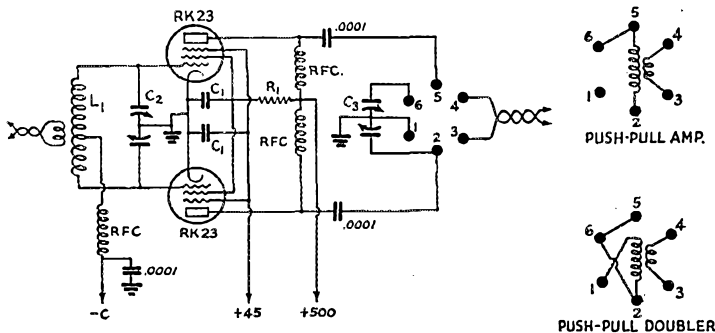 RK23
.0001
L1
C2
C1
R1
RFC.
C3
6
5
4
1
3
2
C1
RFC
RK23
.0001
RFC
.0001
-C
+45
+500
5
6
4
1
3
2
PUSH-PULL AMP.
5
6
4
1
3
2
PUSH-PULL DOUBLER